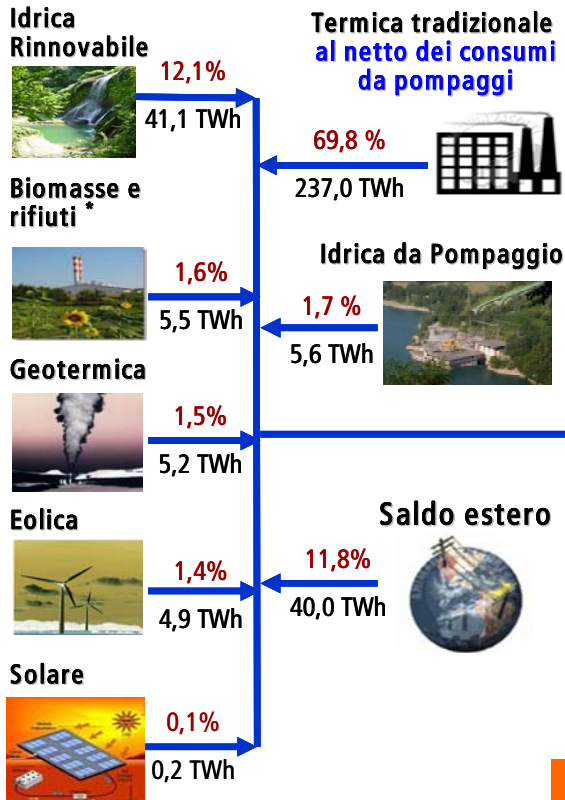 Idrica
Rinnovabile
12,1%
41,1 TWh
Termica tradizionale
al netto dei consumi
da pompaggi
69,8 %
237,0 TWh
Biomasse e
rifiuti *
1,6%
5,5 TWh
Idrica da Pompaggio
1,7 %
5,6 TWh
Geotermica
1,5%
5,2 TWh
Eolica
1,4%
4,9 TWh
Saldo estero
11,8%
40,0 TWh
Solare
0,1%
0,2 TWh